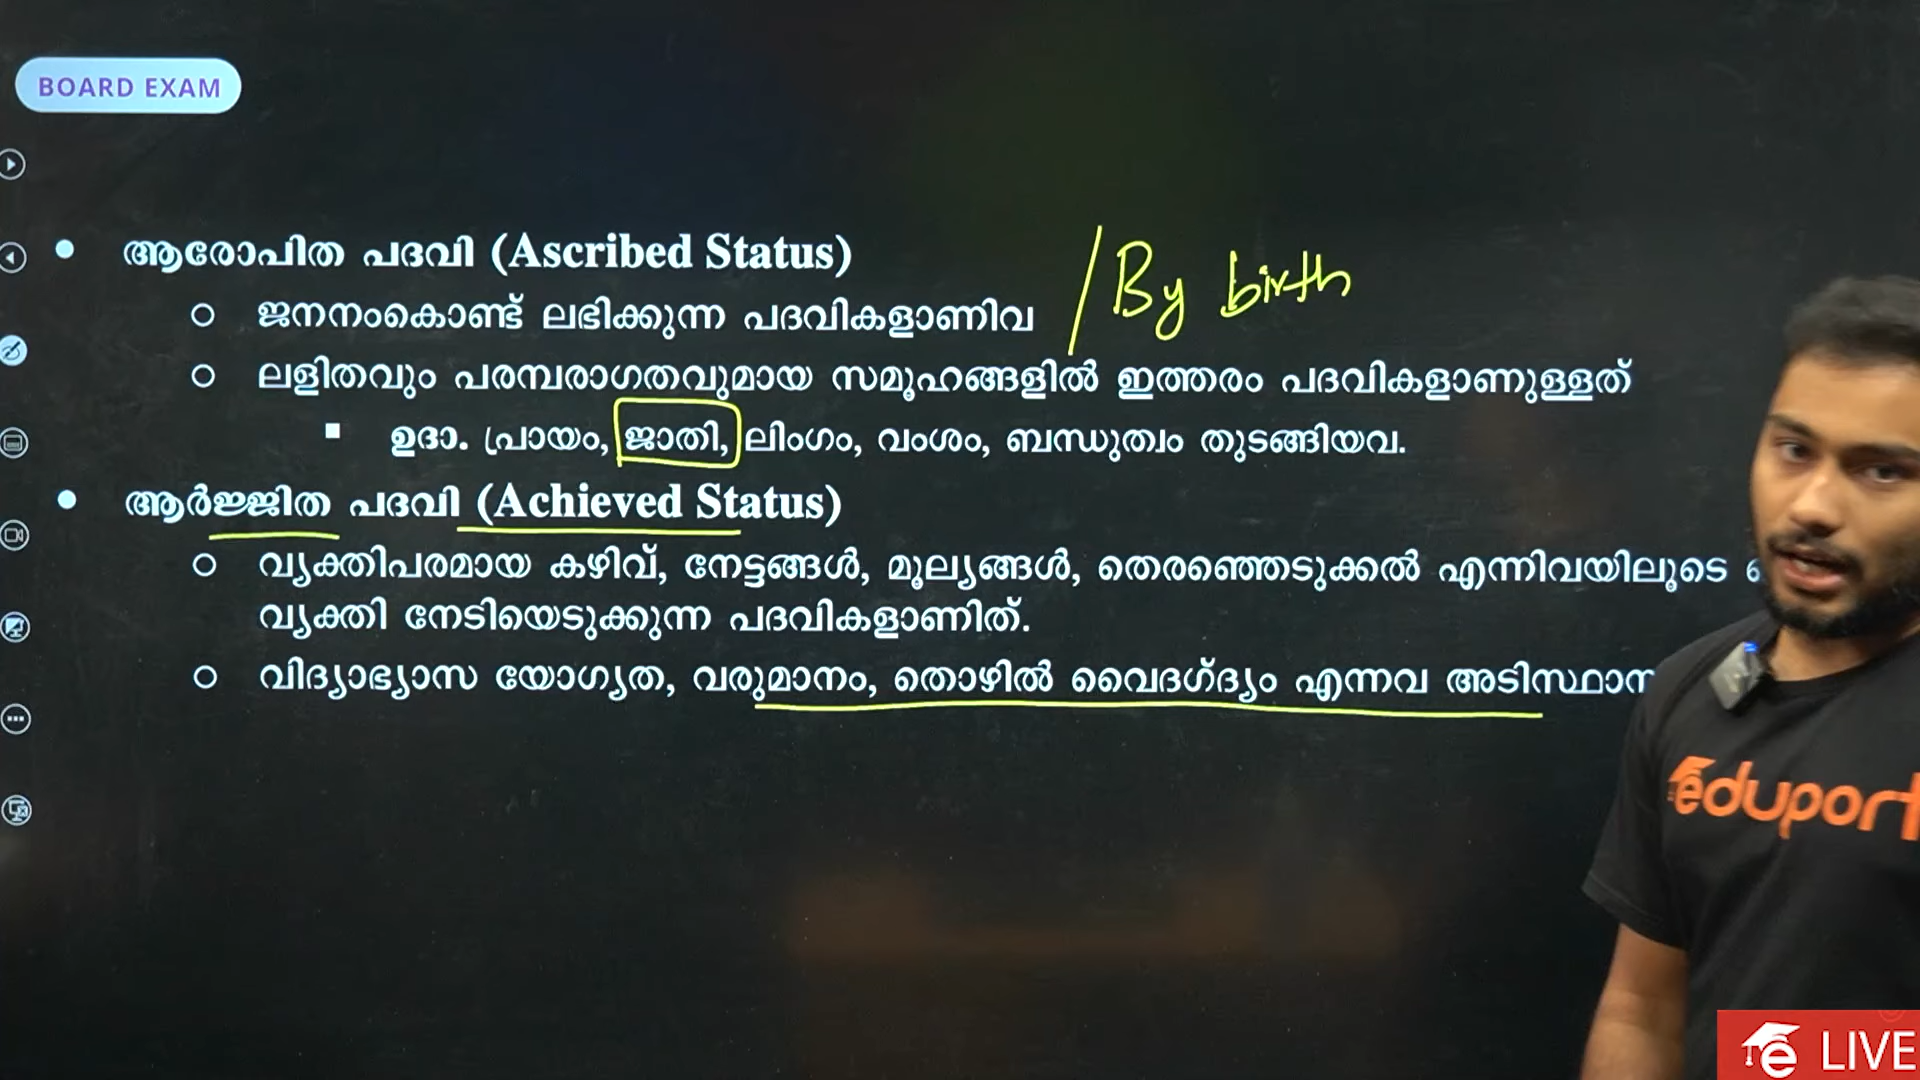 BOARD EXAM
ആരോപിത പദവി (Ascribed Status)
By birth
ജനനംകൊണ്ട് ലഭിക്കുന്ന പദവികളാണിവ
ലളിതവും പരമ്പരാഗതവുമായ സമൂഹങ്ങളിൽ ഇത്തരം പദവികളാണുള്ളത്
ഉദാ. പ്രായം, ജാതി, ലിംഗം, വംശം, ബന്ധുത്വം തുടങ്ങിയവ.
ആർജ്ജിത പദവി (Achieved Status)
വ്യക്തിപരമായ കഴിവ്, നേട്ടങ്ങൾ, മൂല്യങ്ങൾ, തെരഞ്ഞെടുക്കൽ എന്നിവയിലൂടെ
വ്യക്തി നേടിയെടുക്കുന്ന പദവികളാണിത്.
വിദ്യാഭ്യാസ യോഗ്യത, വരുമാനം, തൊഴിൽ വൈദഗ്ദ്യം എന്നവ
eduport
LIVE